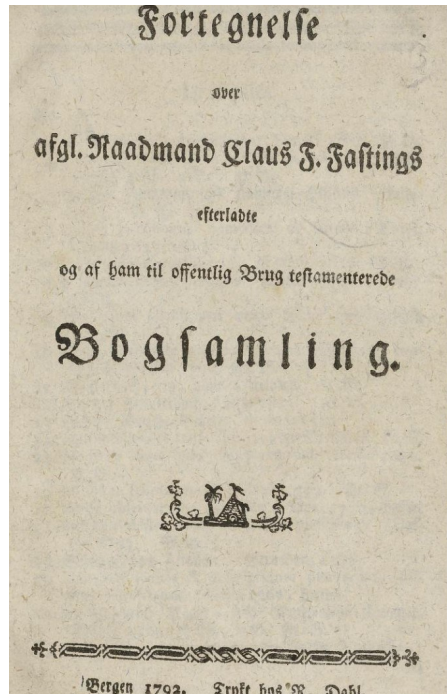 Fortegnelse
over
afgl. Raadmand Claus F. Fastings
efterladte
og af ham til offentlig Brug testamenterede
Bogsamling.
Bergen 1792. Trykt hos R. Dahl